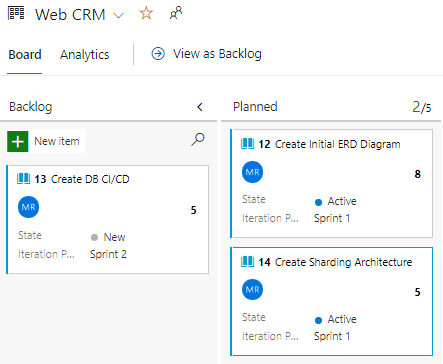 Web CRM
Board Analytics View as Backlog
Backlog
New item
13 Create DB CI/CD
MR 5
State New
Iteration P... Sprint 2
Planned 2/5
12 Create Initial ERD Diagram
MR 8
State Active
Iteration P... Sprint 1
14 Create Sharding Architecture
MR 5
State Active
Iteration P... Sprint 1